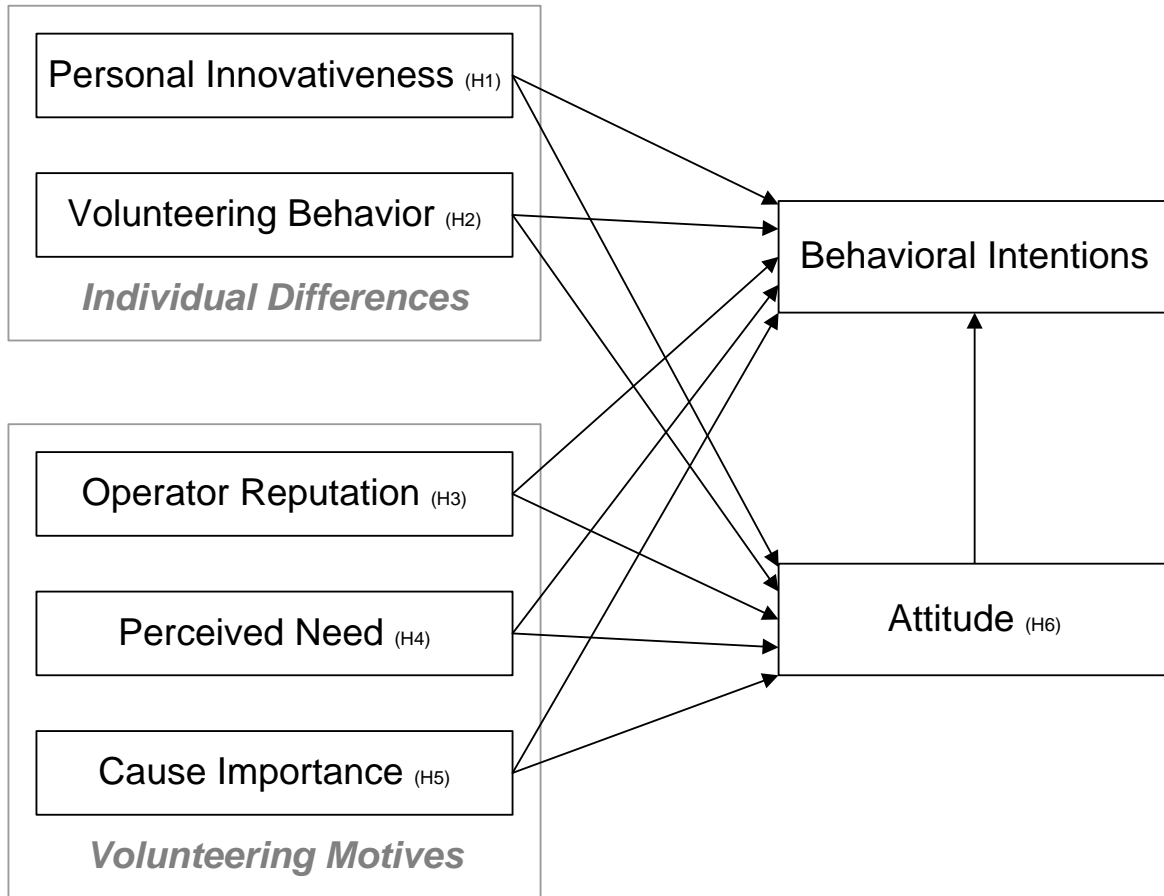 Personal Innovativeness (H1)
Volunteering Behavior (H2)
Individual Differences
Operator Reputation (H3)
Perceived Need (H4)
Cause Importance (H5)
Volunteering Motives
Behavioral Intentions
Attitude (H6)